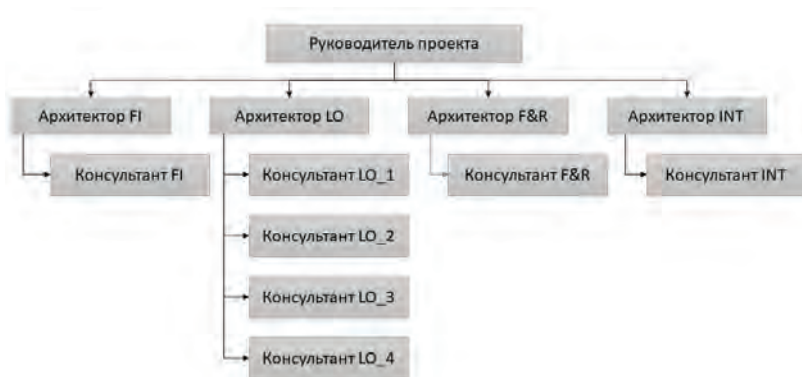 Руководитель проекта
Архитектор FI
Архитектор LO
Архитектор F&R
Архитектор INT
Консультант FI
Консультант LO_1
Консультант F&R
Консультант INT
Консультант LO_2
Консультант LO_3
Консультант LO_4